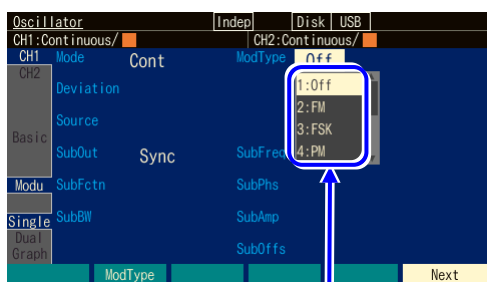 Oscillator Indep Disk USB
CH1:Continuous/ CH2:Continuous/
CH1 Mode Cont ModType Off
CH2
Deviation 1:Off
2:FM
Source 3:FSK
Basic
SubOut Sync SubFreq 4:PM
Modu SubFctn SubPhs
Single SubBW SubAmp
Dual
Graph SubOffs
ModType Next